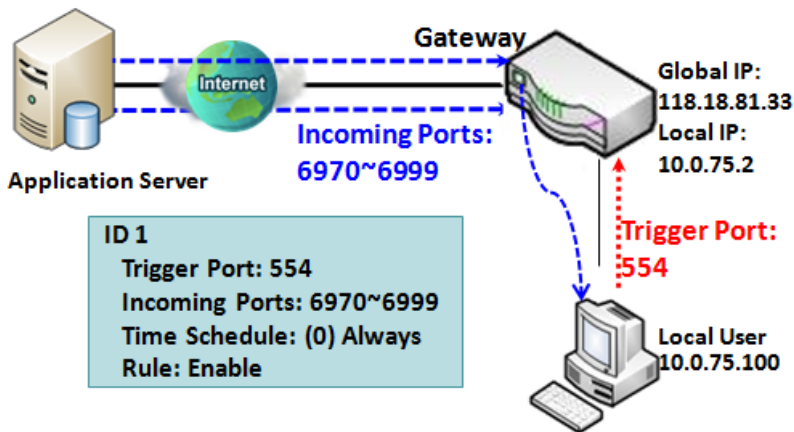 Gateway
Internet
Global IP:
118.18.81.33
Local IP:
10.0.75.2
Incoming Ports:
6970~6999
Application Server
Trigger Port:
554
ID 1
Trigger Port: 554
Incoming Ports: 6970~6999
Time Schedule: (0) Always
Rule: Enable
Local User
10.0.75.100